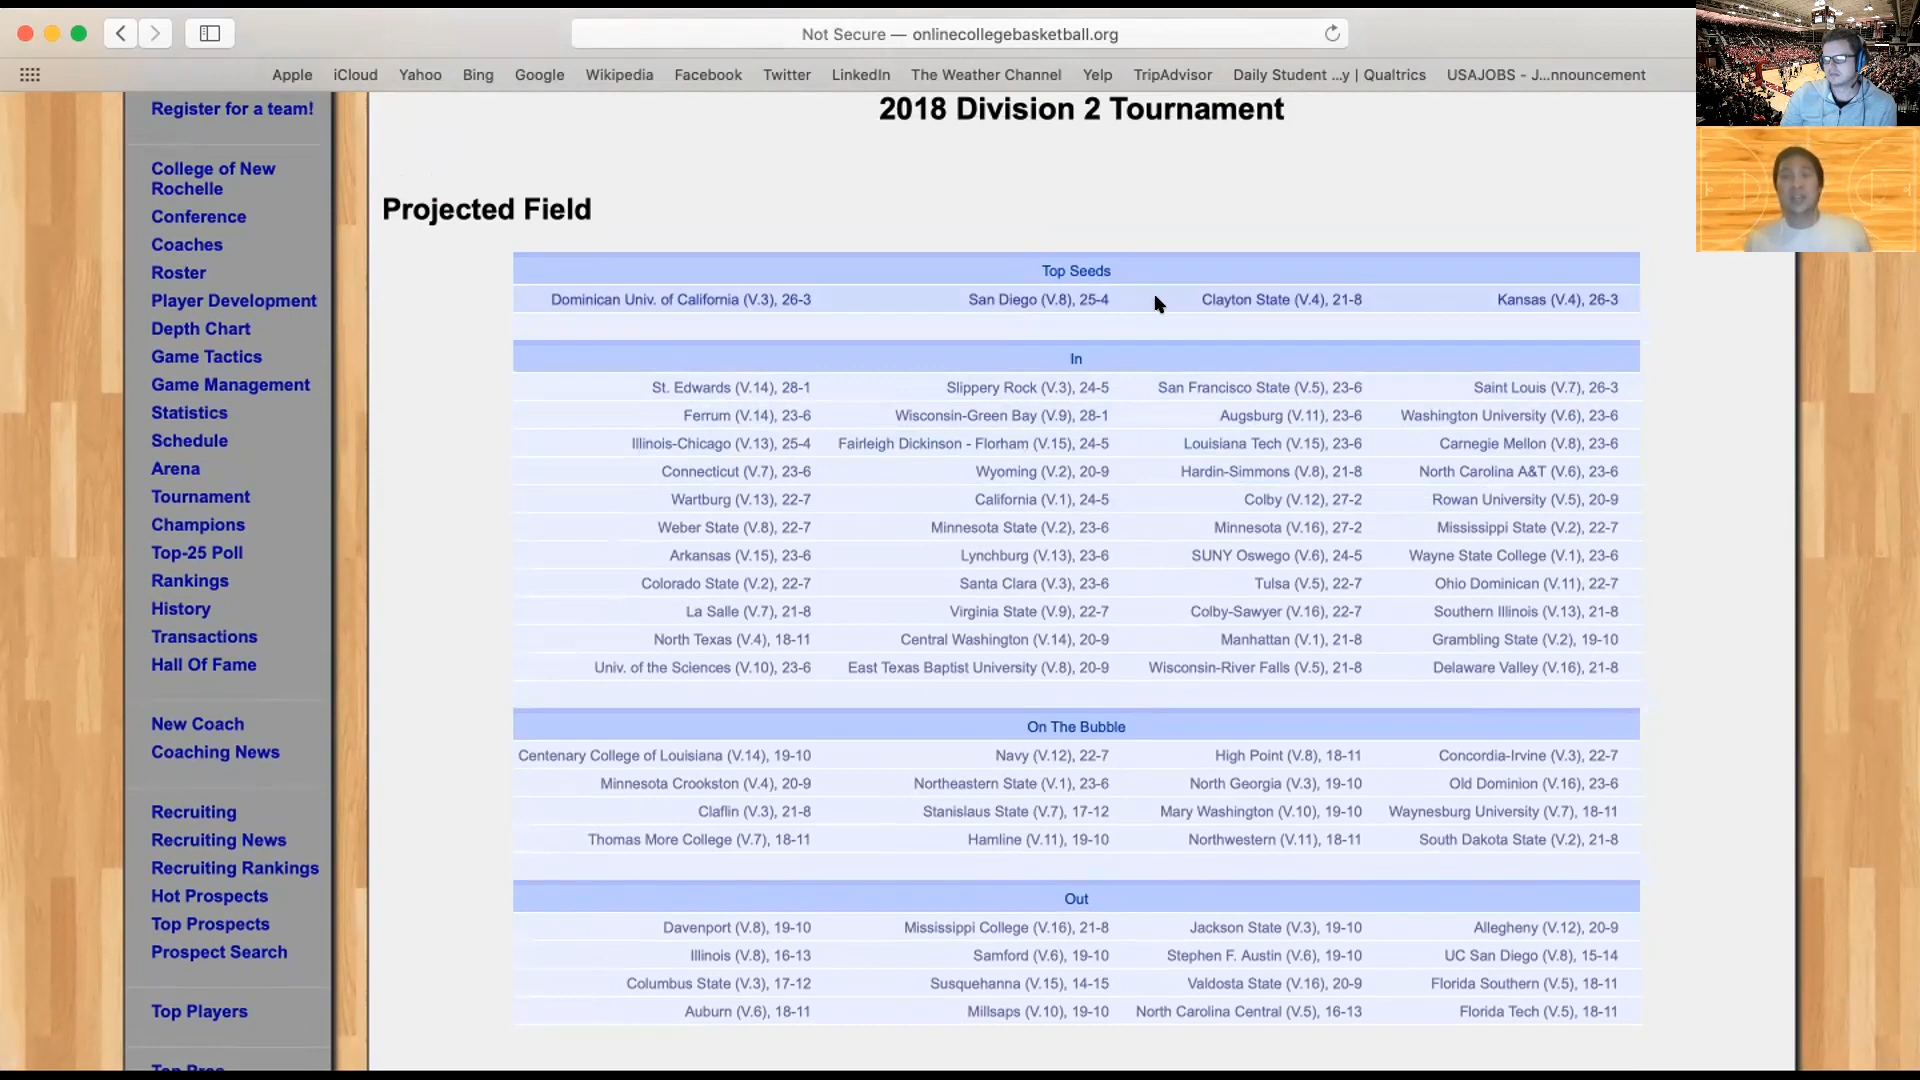 Not Secure — onlinecollegebasketball.org
Apple iCloud Yahoo Bing Google Wikipedia Facebook Twitter LinkedIn The Weather Channel Yelp TripAdvisor Daily Student ...y | Qualtrics USAJOBS - J...nnouncement
Register for a team!
College of New
Rochelle
Conference
Coaches
Roster
Player Development
Depth Chart
Game Tactics
Game Management
Statistics
Schedule
Arena
Tournament
Champions
Top-25 Poll
Rankings
History
Transactions
Hall Of Fame
New Coach
Coaching News
Recruiting
Recruiting News
Recruiting Rankings
Hot Prospects
Top Prospects
Prospect Search
Top Players
Top Pros
2018 Division 2 Tournament
Projected Field
Top Seeds
Dominican Univ. of California (V.3), 26-3 San Diego (V.8), 25-4 Clayton State (V.4), 21-8 Kansas (V.4), 26-3
In
St. Edwards (V.14), 28-1 Slippery Rock (V.3), 24-5 San Francisco State (V.5), 23-6 Saint Louis (V.7), 26-3
Ferrum (V.14), 23-6 Wisconsin-Green Bay (V.9), 28-1 Augsburg (V.11), 23-6 Washington University (V.6), 23-6
Illinois-Chicago (V.13), 25-4 Fairleigh Dickinson - Florham (V.15), 24-5 Louisiana Tech (V.15), 23-6 Carnegie Mellon (V.8), 23-6
Connecticut (V.7), 23-6 Wyoming (V.2), 20-9 Hardin-Simmons (V.8), 21-8 North Carolina A&T (V.6), 23-6
Wartburg (V.13), 22-7 California (V.1), 24-5 Colby (V.12), 27-2 Rowan University (V.5), 20-9
Weber State (V.8), 22-7 Minnesota State (V.2), 23-6 Minnesota (V.16), 27-2 Mississippi State (V.2), 22-7
Arkansas (V.15), 23-6 Lynchburg (V.13), 23-6 SUNY Oswego (V.6), 24-5 Wayne State College (V.1), 23-6
Colorado State (V.2), 22-7 Santa Clara (V.3), 23-6 Tulsa (V.5), 22-7 Ohio Dominican (V.11), 22-7
La Salle (V.7), 21-8 Virginia State (V.9), 22-7 Colby-Sawyer (V.16), 22-7 Southern Illinois (V.13), 21-8
North Texas (V.4), 18-11 Central Washington (V.14), 20-9 Manhattan (V.1), 21-8 Grambling State (V.2), 19-10
Univ. of the Sciences (V.10), 23-6 East Texas Baptist University (V.8), 20-9 Wisconsin-River Falls (V.5), 21-8 Delaware Valley (V.16), 21-8
On The Bubble
Centenary College of Louisiana (V.14), 19-10 Navy (V.12), 22-7 High Point (V.8), 18-11 Concordia-Irvine (V.3), 22-7
Minnesota Crookston (V.4), 20-9 Northeastern State (V.1), 23-6 North Georgia (V.3), 19-10 Old Dominion (V.16), 23-6
Claflin (V.3), 21-8 Stanislaus State (V.7), 17-12 Mary Washington (V.10), 19-10 Waynesburg University (V.7), 18-11
Thomas More College (V.7), 18-11 Hamline (V.11), 19-10 Northwestern (V.11), 18-11 South Dakota State (V.2), 21-8
Out
Davenport (V.8), 19-10 Mississippi College (V.16), 21-8 Jackson State (V.3), 19-10 Allegheny (V.12), 20-9
Illinois (V.8), 16-13 Samford (V.6), 19-10 Stephen F. Austin (V.6), 19-10 UC San Diego (V.8), 15-14
Columbus State (V.3), 17-12 Susquehanna (V.15), 14-15 Valdosta State (V.16), 20-9 Florida Southern (V.5), 18-11
Auburn (V.6), 18-11 Millsaps (V.10), 19-10 North Carolina Central (V.5), 16-13 Florida Tech (V.5), 18-11